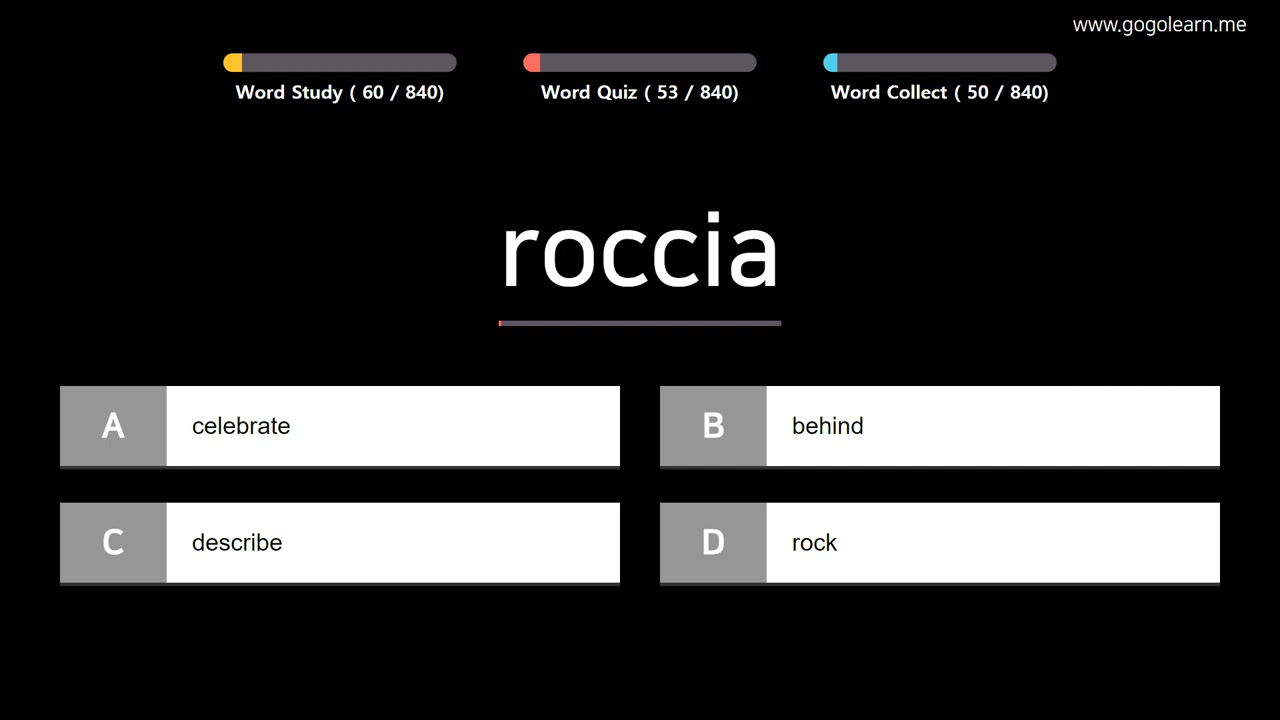 www.gogolearn.me
Word Study ( 60 / 840)
Word Quiz ( 53 / 840)
Word Collect ( 50 / 840)
roccia
A celebrate
B behind
C describe
D rock